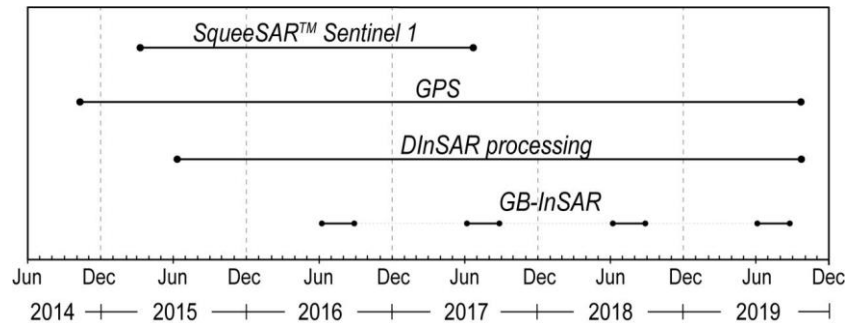 SqueeSAR™ Sentinel 1
GPS
DInSAR processing
GB-InSAR
Jun Dec Jun Dec Jun Dec Jun Dec Jun Dec Jun Dec
2014 2015 2016 2017 2018 2019